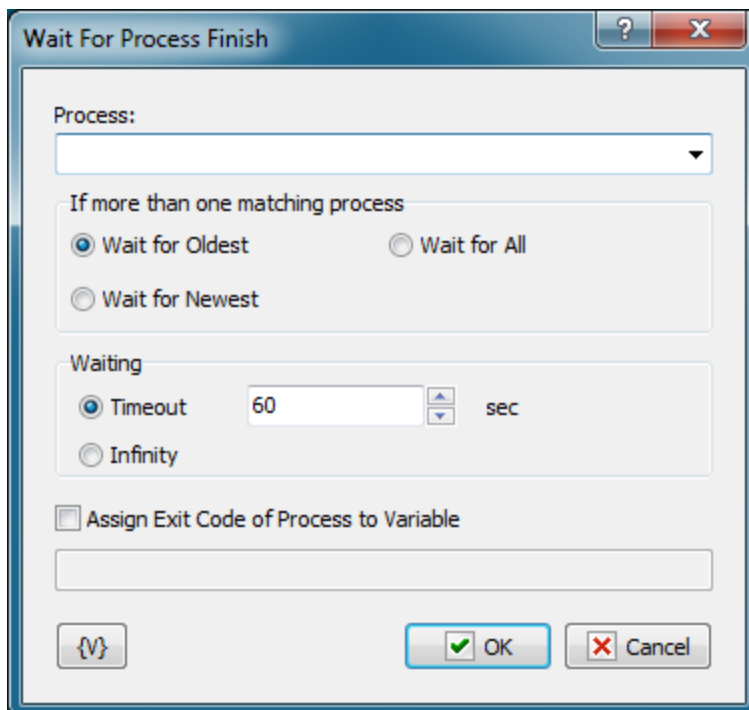 Wait For Process Finish
?
Process:
If more than one matching process
Wait for Oldest Wait for All
Wait for Newest
Waiting
Timeout 60 sec
Infinity
Assign Exit Code of Process to Variable
{V} OK Cancel